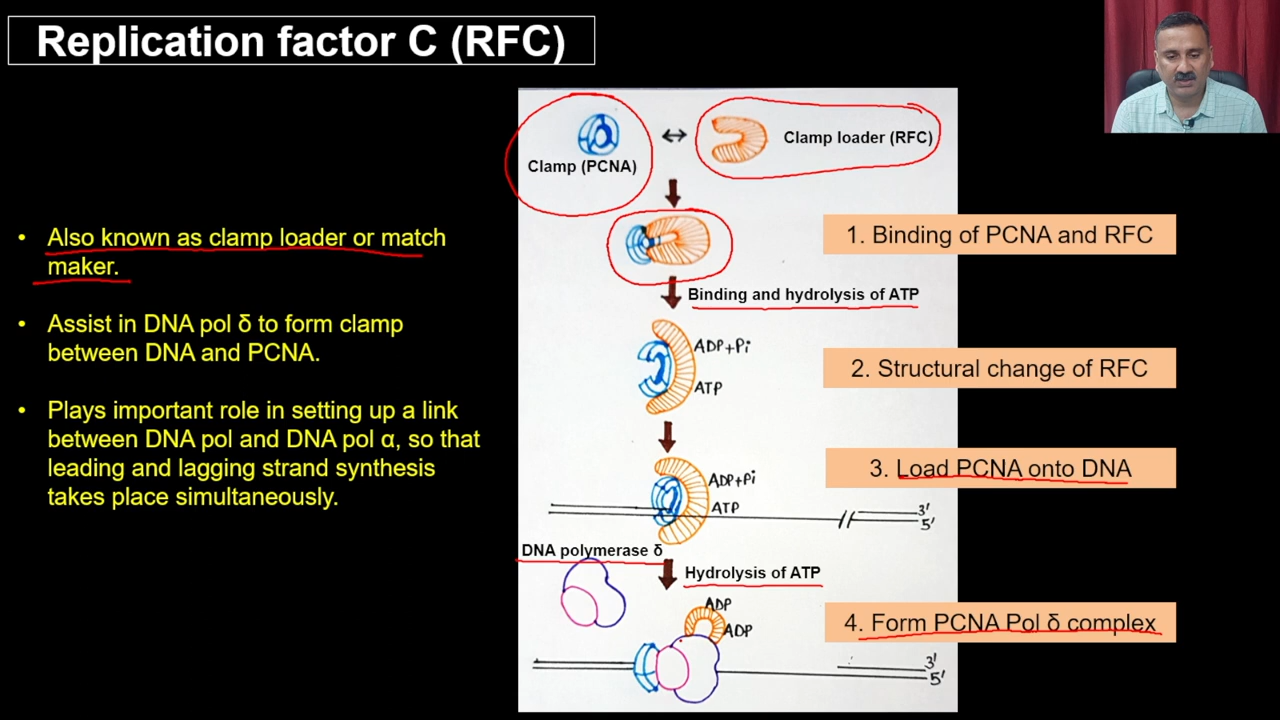 Replication factor C (RFC)
• Also known as clamp loader or match
maker.
• Assist in DNA pol δ to form clamp
between DNA and PCNA.
• Plays important role in setting up a link
between DNA pol and DNA pol α, so that
leading and lagging strand synthesis
takes place simultaneously.
Clamp (PCNA)
Clamp loader (RFC)
1. Binding of PCNA and RFC
Binding and hydrolysis of ATP
ADP+Pi
ATP
2. Structural change of RFC
3. Load PCNA onto DNA
ADP+Pi
ATP
3'
5'
DNA polymerase δ
Hydrolysis of ATP
ADP
ADP
4. Form PCNA Pol δ complex
3'
5'